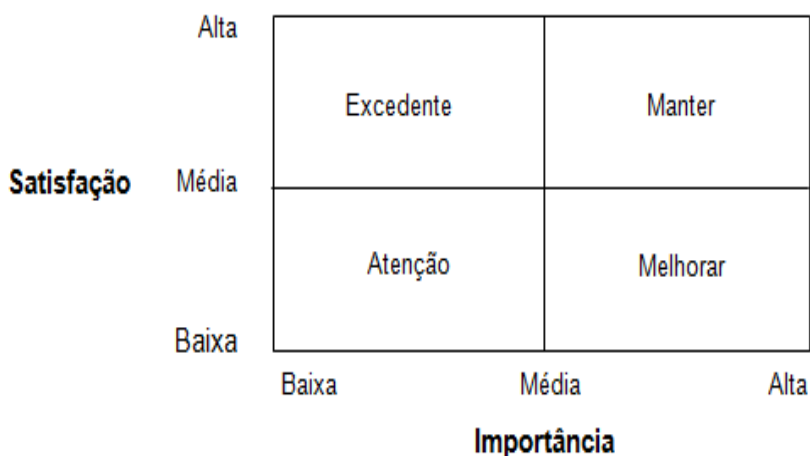 Alta
Excedente Manter
Satisfação Média
Atenção Melhorar
Baixa
Baixa Média Alta
Importância